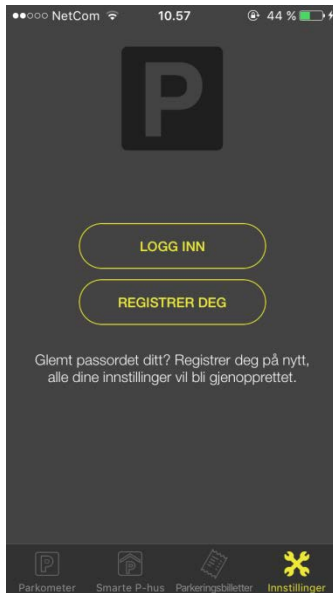 NetCom 10.57 44 %
P
LOGG INN
REGISTRER DEG
Glemt passordet ditt? Registrer deg på nytt,
alle dine innstillinger vil bli gjenopprettet.
P P
Parkometer Smarte P-hus Parkeringsbilletter Innstillinger